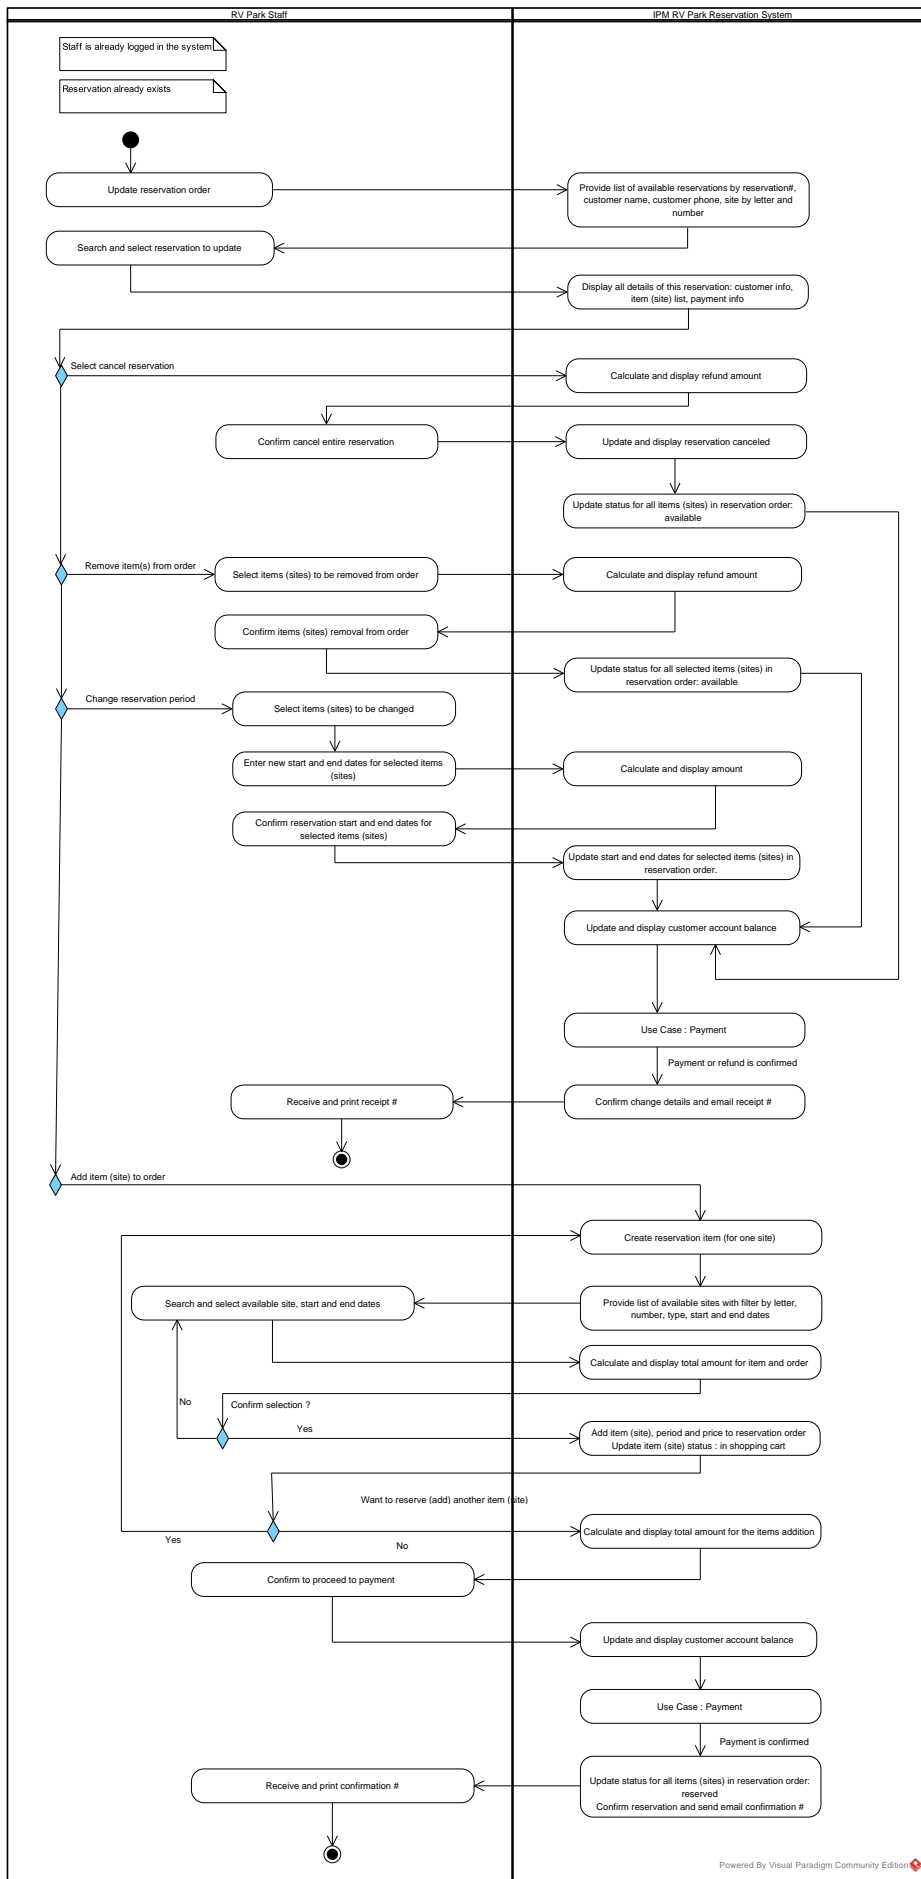 RV Park Staff
IPM RV Park Reservation System
Staff is already logged in the system
Reservation already exists
Update reservation order
Provide list of available reservations by reservation#,
customer name, customer phone, site by letter and
number
Search and select reservation to update
Display all details of this reservation: customer info,
item (site) list, payment info
Select cancel reservation
Calculate and display refund amount
Confirm cancel entire reservation
Update and display reservation canceled
Update status for all items (sites) in reservation order:
available
Remove item(s) from order
Select items (sites) to be removed from order
Calculate and display refund amount
Confirm items (sites) removal from order
Update status for all selected items (sites) in
reservation order: available
Change reservation period
Select items (sites) to be changed
Enter new start and end dates for selected items
(sites)
Calculate and display amount
Confirm reservation start and end dates for
selected items (sites)
Update start and end dates for selected items (sites) in
reservation order.
Update and display customer account balance
Use Case : Payment
Payment or refund is confirmed
Receive and print receipt #
Confirm change details and email receipt #
Add item (site) to order
Create reservation item (for one site)
Search and select available site, start and end dates
Provide list of available sites with filter by letter,
number, type, start and end dates
Calculate and display total amount for item and order
No
Confirm selection ?
Yes
Add item (site), period and price to reservation order
Update item (site) status : in shopping cart
Want to reserve (add) another item (site)
Yes
No
Calculate and display total amount for the items addition
Confirm to proceed to payment
Update and display customer account balance
Use Case : Payment
Payment is confirmed
Receive and print confirmation #
Update status for all items (sites) in reservation order:
reserved
Confirm reservation and send email confirmation #
Powered By Visual Paradigm Community Edition